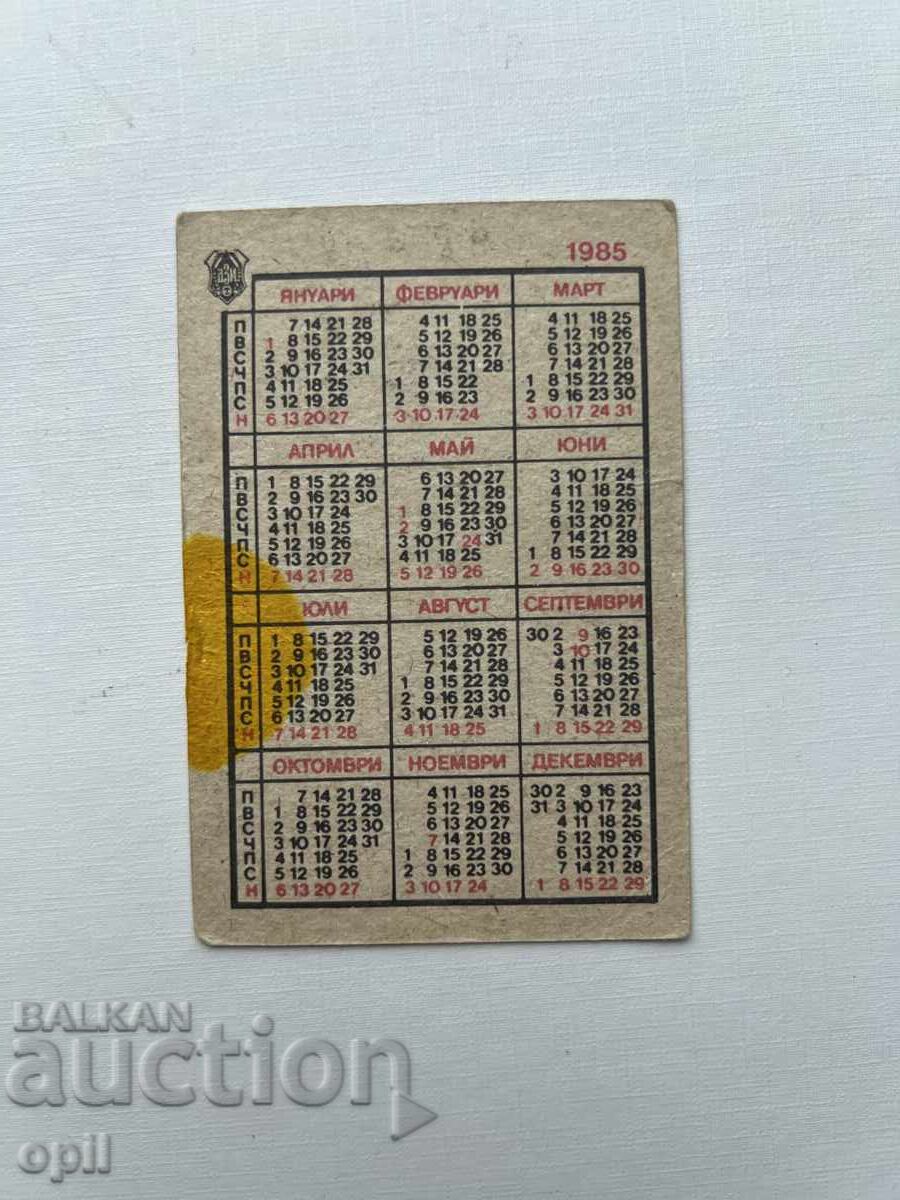 1985
ДЗИ
ЯНУАРИ ФЕВРУАРИ МАРТ
П 7 14 21 28 4 11 18 25 4 11 18 25
В 1 8 15 22 29 5 12 19 26 5 12 19 26
С 2 9 16 23 30 6 13 20 27 6 13 20 27
Ч 3 10 17 24 31 7 14 21 28 7 14 21 28
П 4 11 18 25 1 8 15 22 1 8 15 22 29
С 5 12 19 26 2 9 16 23 2 9 16 23 30
Н 6 13 20 27 3 10 17 24 3 10 17 24 31
АПРИЛ МАЙ ЮНИ
П 1 8 15 22 29 6 13 20 27 3 10 17 24
В 2 9 16 23 30 7 14 21 28 4 11 18 25
С 3 10 17 24 1 8 15 22 29 5 12 19 26
Ч 4 11 18 25 2 9 16 23 30 6 13 20 27
П 5 12 19 26 3 10 17 24 31 7 14 21 28
С 6 13 20 27 4 11 18 25 1 8 15 22 29
Н 7 14 21 28 5 12 19 26 2 9 16 23 30
ЮЛИ АВГУСТ СЕПТЕМВРИ
П 1 8 15 22 29 5 12 19 26 30 2 9 16 23
В 2 9 16 23 30 6 13 20 27 3 10 17 24
С 3 10 17 24 31 7 14 21 28 4 11 18 25
Ч 4 11 18 25 1 8 15 22 29 5 12 19 26
П 5 12 19 26 2 9 16 23 30 6 13 20 27
С 6 13 20 27 3 10 17 24 31 7 14 21 28
Н 7 14 21 28 4 11 18 25 1 8 15 22 29
ОКТОМВРИ НОЕМВРИ ДЕКЕМВРИ
П 7 14 21 28 4 11 18 25 30 2 9 16 23
В 1 8 15 22 29 5 12 19 26 31 3 10 17 24
С 2 9 16 23 30 6 13 20 27 4 11 18 25
Ч 3 10 17 24 31 7 14 21 28 5 12 19 26
П 4 11 18 25 1 8 15 22 29 6 13 20 27
С 5 12 19 26 2 9 16 23 30 7 14 21 28
Н 6 13 20 27 3 10 17 24 1 8 15 22 29
BALKAN
auction
opil